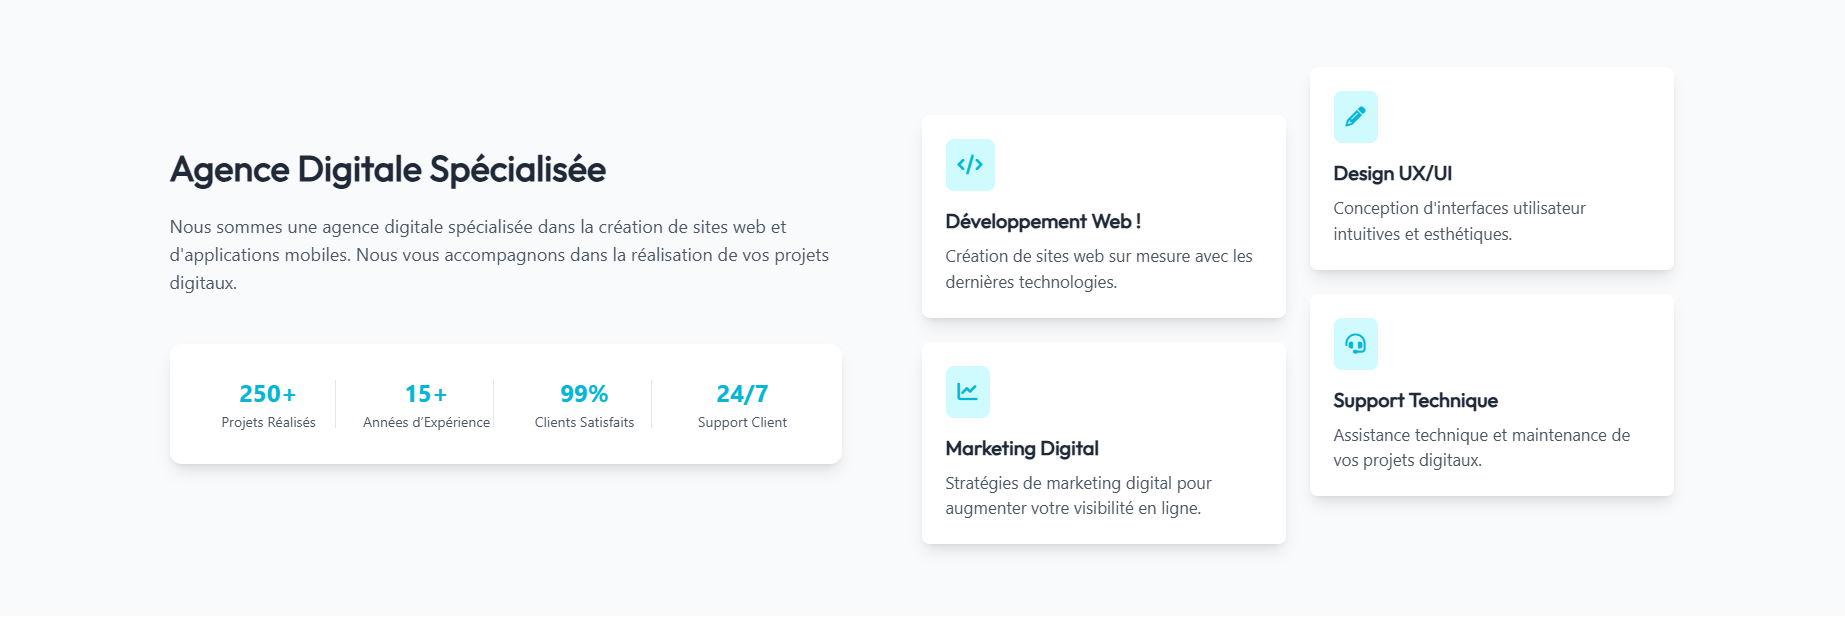 Agence Digitale Spécialisée
Nous sommes une agence digitale spécialisée dans la création de sites web et
d'applications mobiles. Nous vous accompagnons dans la réalisation de vos projets
digitaux.
250+
Projets Réalisés
15+
Années d’Expérience
99%
Clients Satisfaits
24/7
Support Client
Développement Web !
Création de sites web sur mesure avec les
dernières technologies.
Marketing Digital
Stratégies de marketing digital pour
augmenter votre visibilité en ligne.
Design UX/UI
Conception d'interfaces utilisateur
intuitives et esthétiques.
Support Technique
Assistance technique et maintenance de
vos projets digitaux.